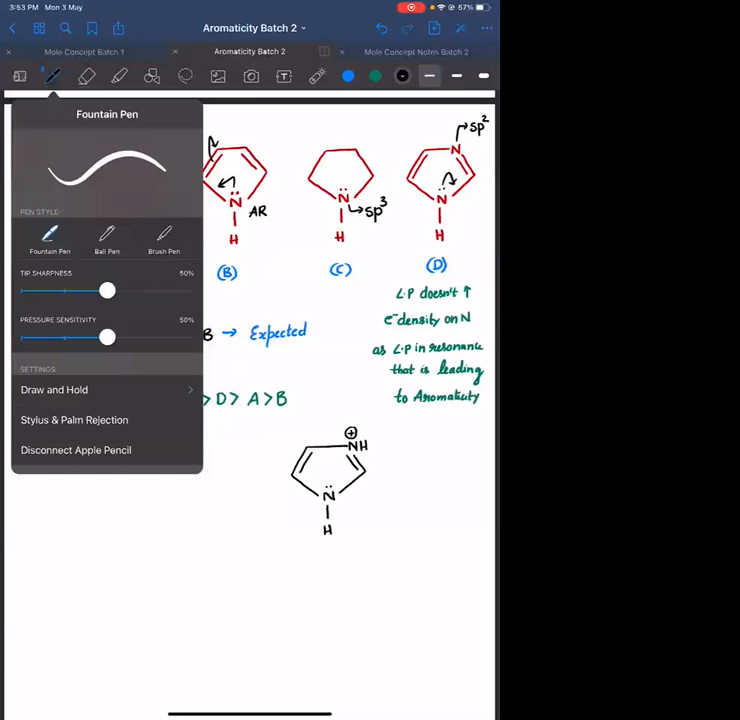 3:53 PM Mon 3 May
57%
Aromaticity Batch 2
Mole Concept Batch 1
Aromaticity Batch 2
Mole Concept Notes Batch 2
Fountain Pen
PEN STYLE
Fountain Pen
Ball Pen
Brush Pen
TIP SHARPNESS
50%
PRESSURE SENSITIVITY
50%
SETTINGS
Draw and Hold
Stylus & Palm Rejection
Disconnect Apple Pencil
N
H
AR
(B)
N
H
sp3
(C)
N
sp2
N
H
(D)
B → Expected
> D > A > B
L.P doesn't ↑
e- density on N
as L.P in resonance
that is leading
to Aromaticity
⊕
NH
N
H